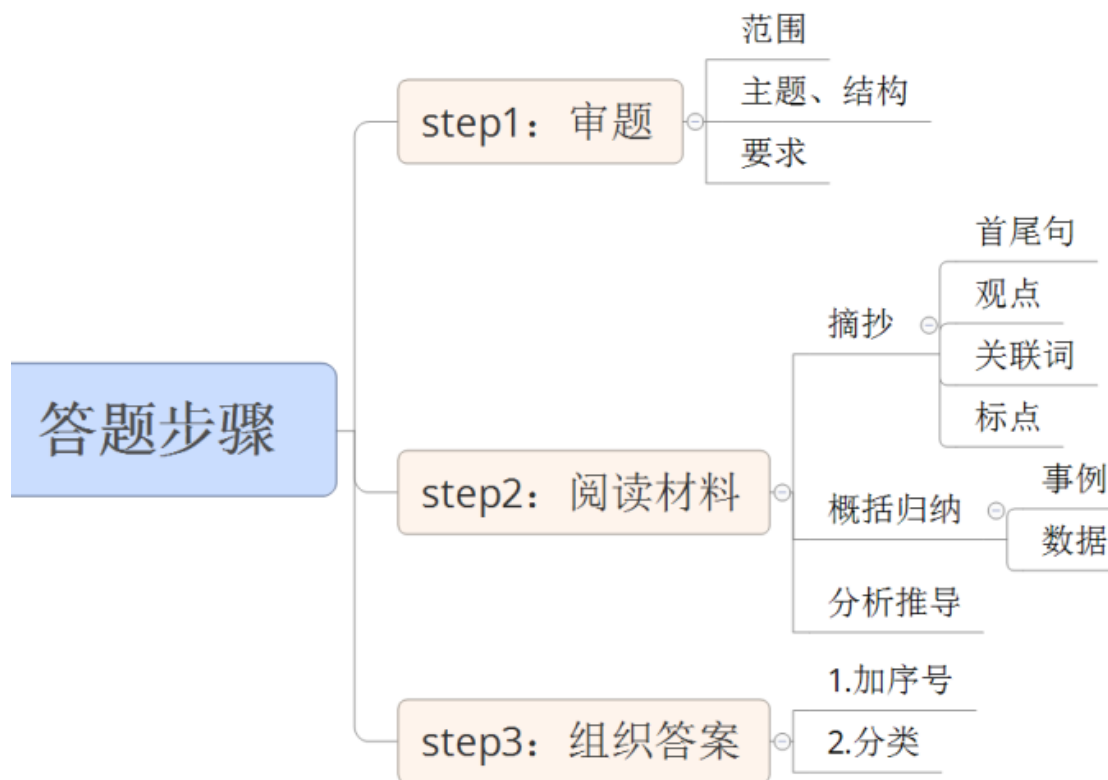 答题步骤
step1：审题
范围
主题、结构
要求
step2：阅读材料
摘抄
首尾句
观点
关联词
标点
概括归纳
事例
数据
分析推导
step3：组织答案
1.加序号
2.分类